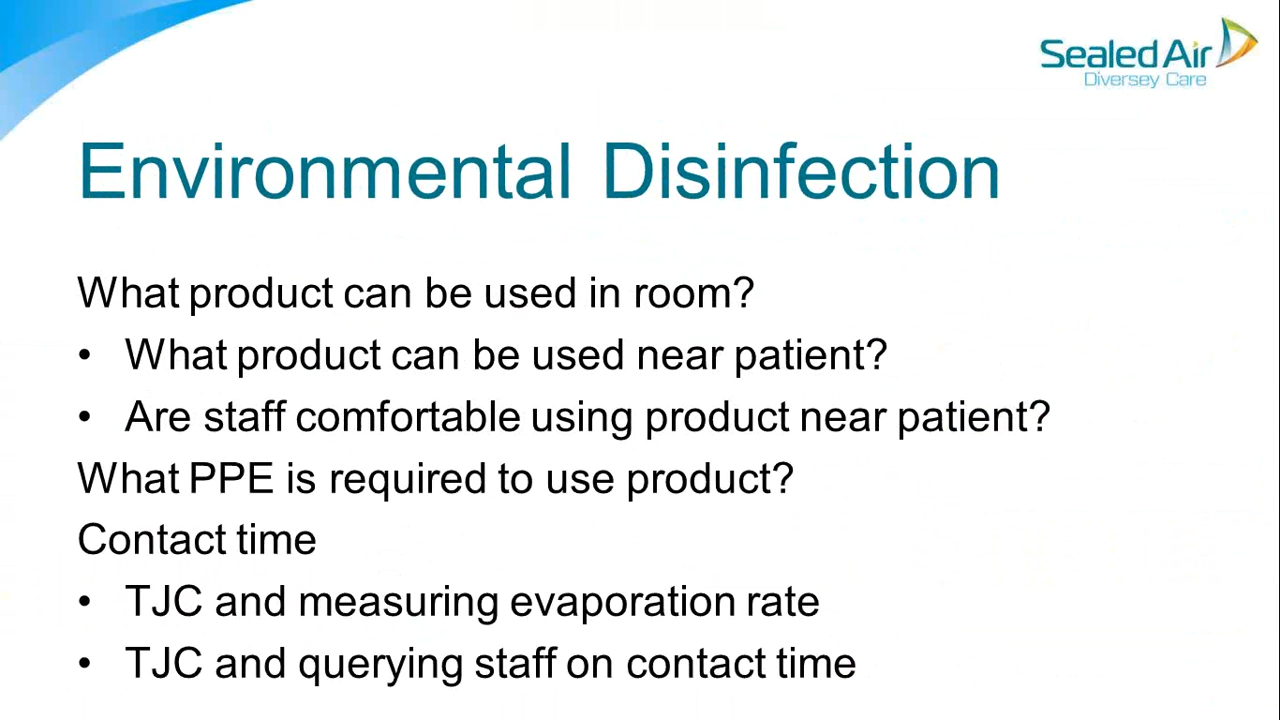 Sealed Air
Diversey Care
Environmental Disinfection
What product can be used in room?
• What product can be used near patient?
• Are staff comfortable using product near patient?
What PPE is required to use product?
Contact time
• TJC and measuring evaporation rate
• TJC and querying staff on contact time